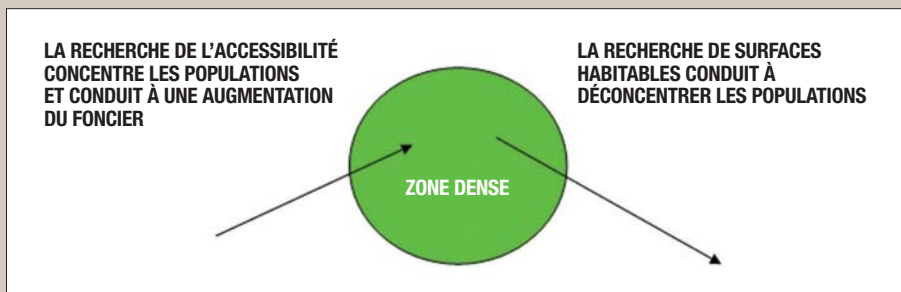 LA RECHERCHE DE L’ACCESSIBILITÉ
CONCENTRE LES POPULATIONS
ET CONDUIT À UNE AUGMENTATION
DU FONCIER
LA RECHERCHE DE SURFACES
HABITABLES CONDUIT À
DÉCONCENTRER LES POPULATIONS
ZONE DENSE